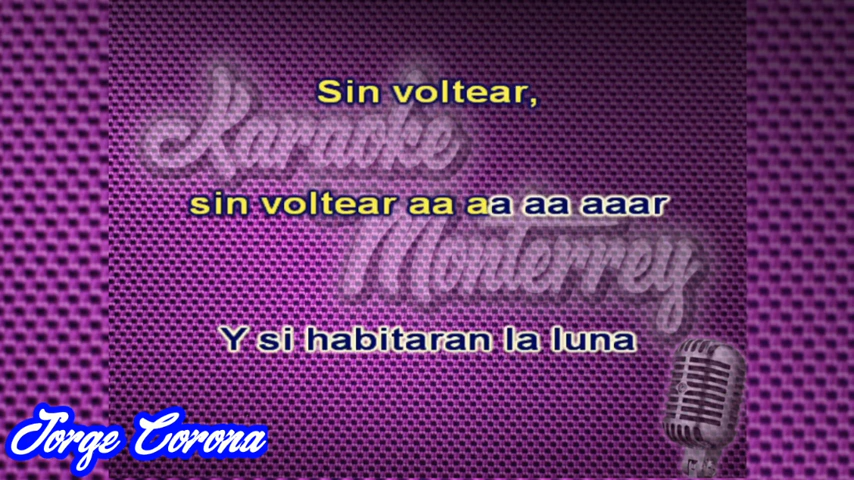 Sin voltear,
Karaoke
sin voltear aa aa aa aaar
Monterrey
Y si habitaran la luna
Jorge Corona